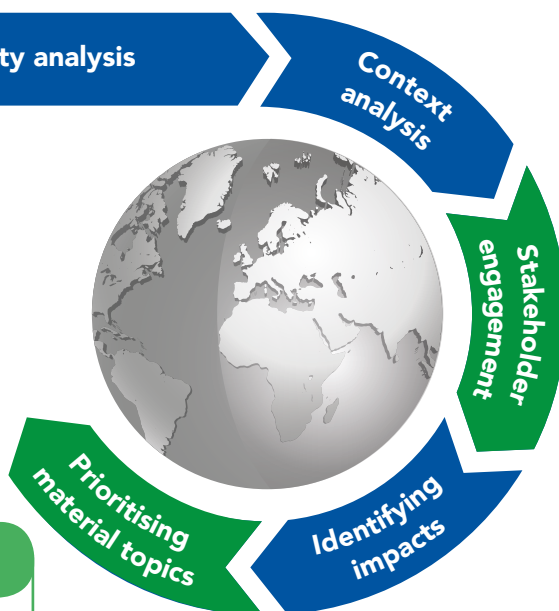 ty analysis
Context
analysis
Stakeholder
engagement
Identifying
impacts
Prioritising
material topics